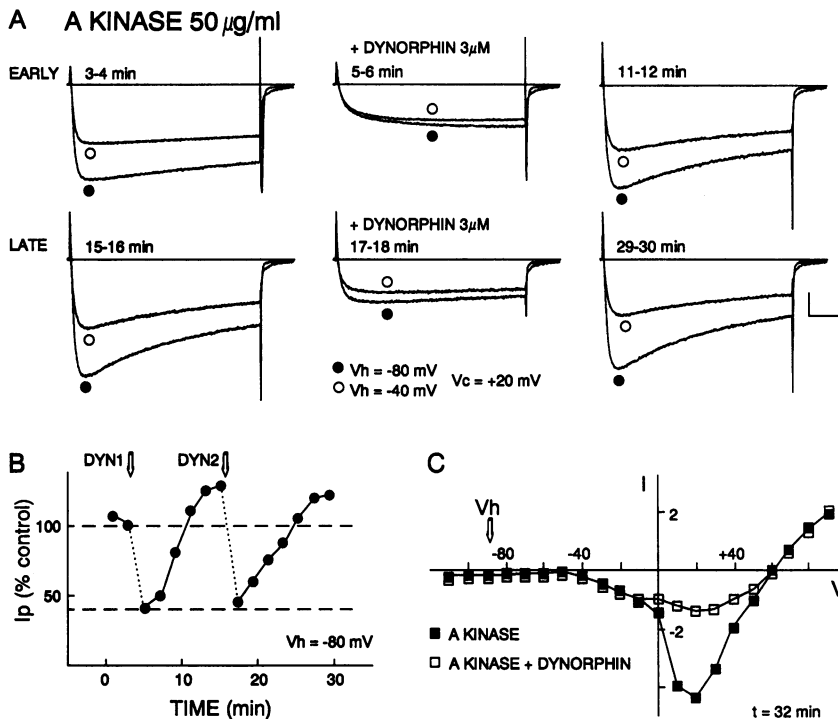 A A KINASE 50 µg/ml
EARLY
3-4 min
+ DYNORPHIN 3µM
5-6 min
11-12 min
LATE
15-16 min
+ DYNORPHIN 3µM
17-18 min
29-30 min
● Vh = -80 mV
○ Vh = -40 mV
Vc = +20 mV
B
DYN1
DYN2
Ip (% control)
100
50
Vh = -80 mV
0 10 20 30
TIME (min)
C
I
Vh
2
-80 -40 +40
V
-2
■ A KINASE
□ A KINASE + DYNORPHIN
t = 32 min